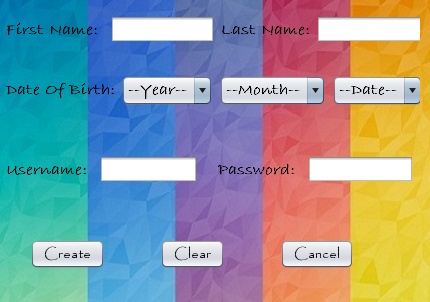 First Name: Last Name:
Date Of Birth: --Year-- --Month-- --Date--
Username: Password:
Create Clear Cancel